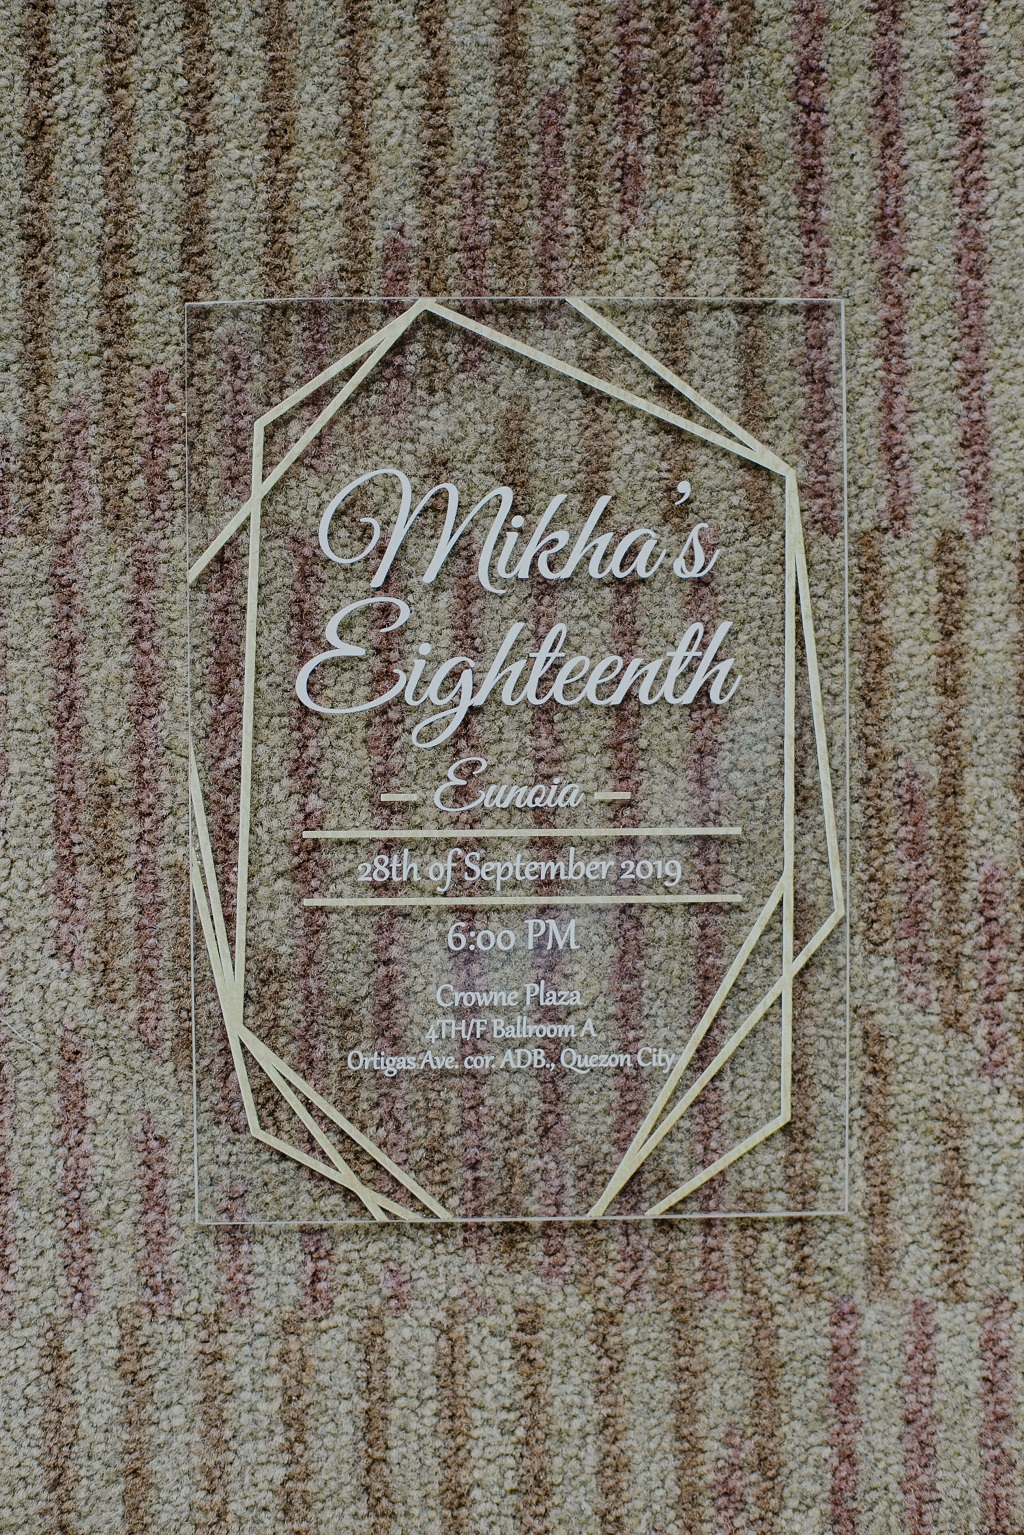 Mikha's
Eighteenth
Eunoia
28th of September 2019
6:00 PM
Crowne Plaza
4TH/F Ballroom A
Ortigas Ave. cor. ADB., Quezon City